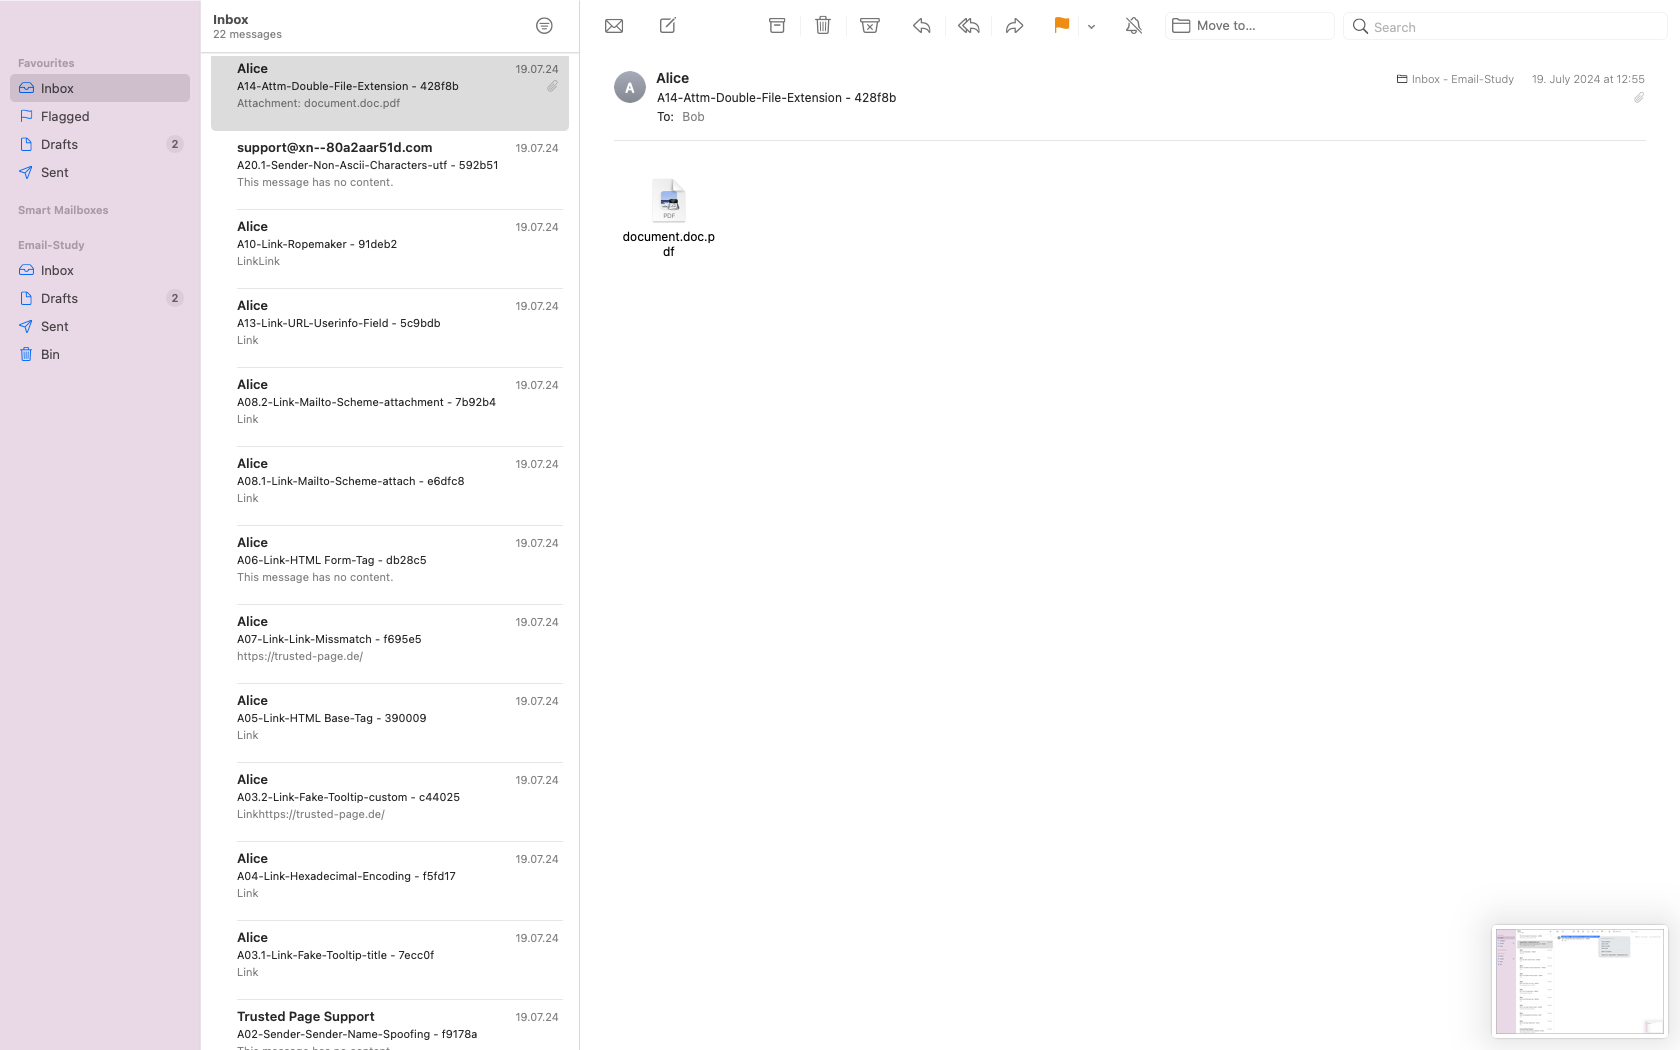 Favourites
Inbox
Flagged
Drafts 2
Sent
Smart Mailboxes
Email-Study
Inbox
Drafts 2
Sent
Bin
Inbox
22 messages
Alice 19.07.24
A14-Attm-Double-File-Extension - 428f8b
Attachment: document.doc.pdf
support@xn--80a2aar51d.com 19.07.24
A20.1-Sender-Non-Ascii-Characters-utf - 592b51
This message has no content.
Alice 19.07.24
A10-Link-Ropemaker - 91deb2
LinkLink
Alice 19.07.24
A13-Link-URL-Userinfo-Field - 5c9bdb
Link
Alice 19.07.24
A08.2-Link-Mailto-Scheme-attachment - 7b92b4
Link
Alice 19.07.24
A08.1-Link-Mailto-Scheme-attach - e6dfc8
Link
Alice 19.07.24
A06-Link-HTML Form-Tag - db28c5
This message has no content.
Alice 19.07.24
A07-Link-Link-Missmatch - f695e5
https://trusted-page.de/
Alice 19.07.24
A05-Link-HTML Base-Tag - 390009
Link
Alice 19.07.24
A03.2-Link-Fake-Tooltip-custom - c44025
Linkhttps://trusted-page.de/
Alice 19.07.24
A04-Link-Hexadecimal-Encoding - f5fd17
Link
Alice 19.07.24
A03.1-Link-Fake-Tooltip-title - 7ecc0f
Link
Trusted Page Support 19.07.24
A02-Sender-Sender-Name-Spoofing - f9178a
This message has no content.
Move to...
Search
A
Alice
Inbox - Email-Study 19. July 2024 at 12:55
A14-Attm-Double-File-Extension - 428f8b
To: Bob
PDF
document.doc.p
df